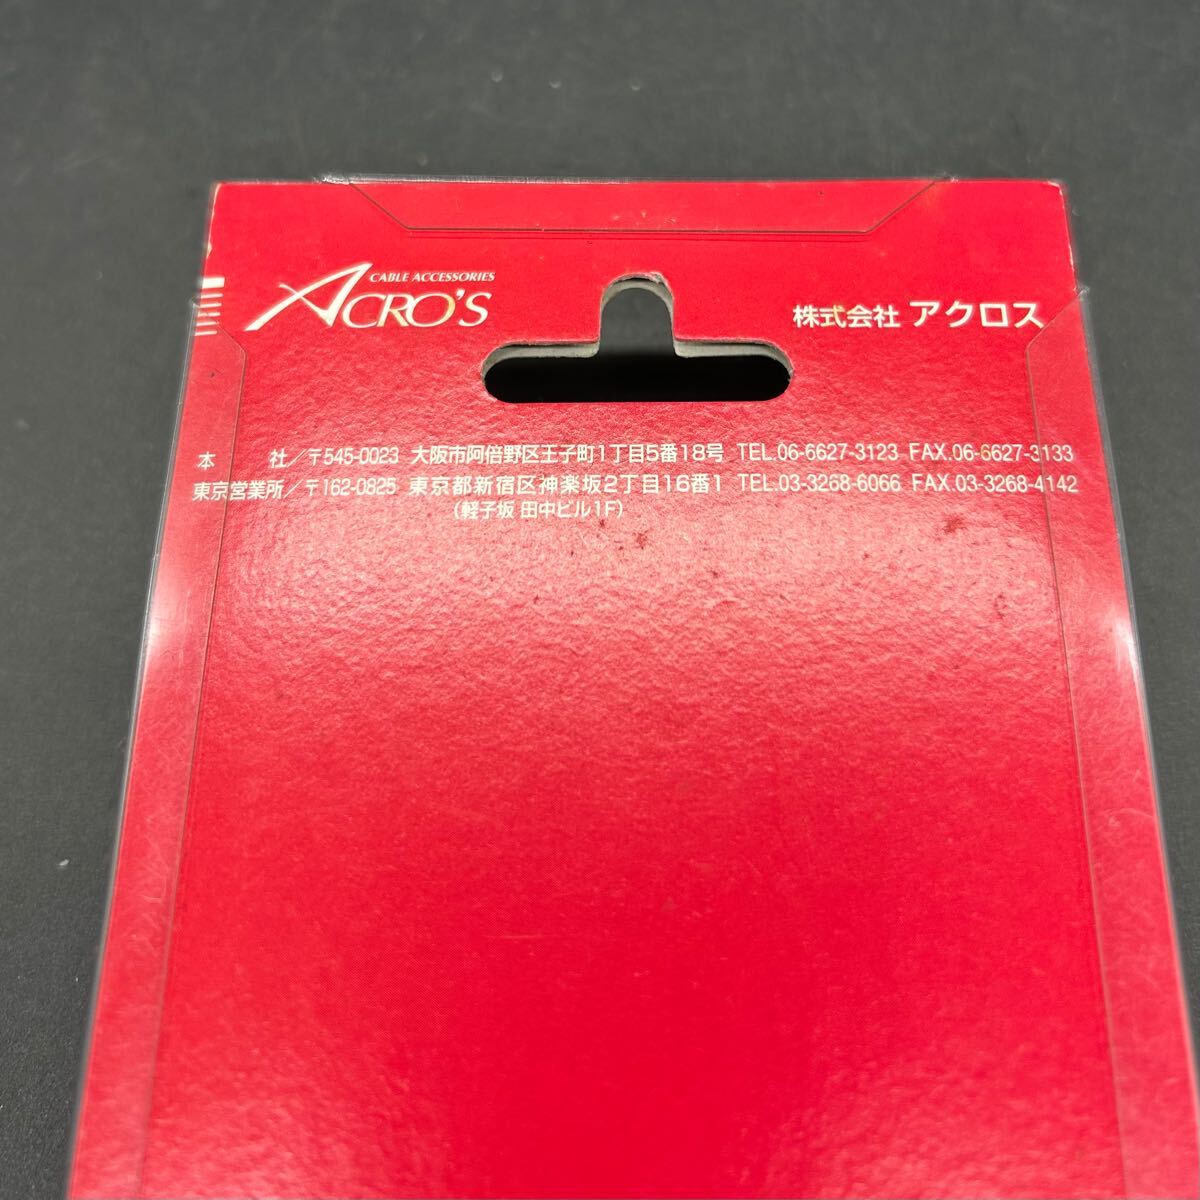 CABLE ACCESSORIES
ACRO'S
株式会社 アクロス
本 社/〒545-0023 大阪市阿倍野区王子町1丁目5番18号 TEL.06-6627-3123 FAX.06-6627-3133
東京営業所/〒162-0825 東京都新宿区神楽坂2丁目16番1 TEL.03-3268-6066 FAX.03-3268-4142
(軽子坂 田中ビル1F)